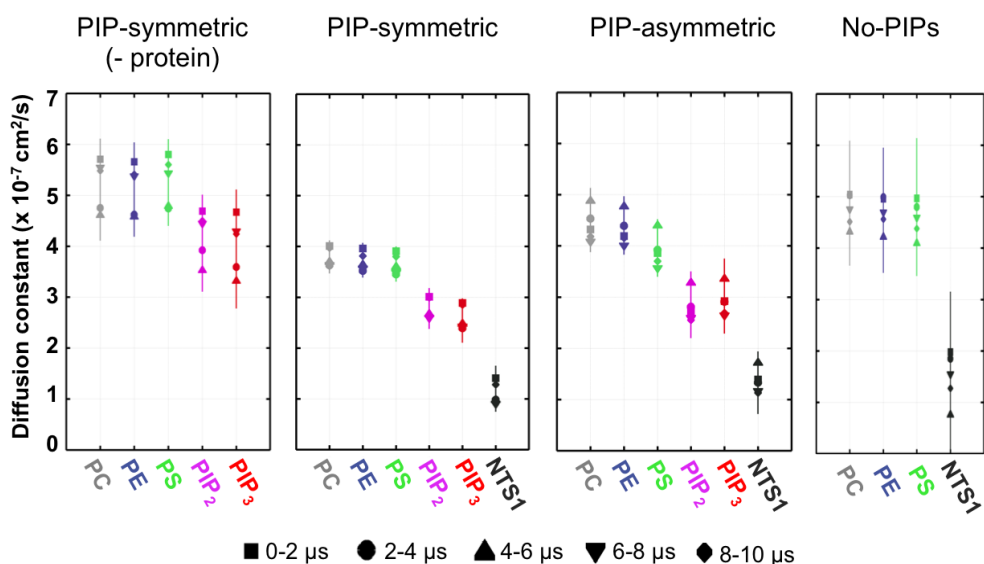 PIP-symmetric
(- protein)
PIP-symmetric
PIP-asymmetric
No-PIPs
Diffusion constant (x 10⁻⁷ cm²/s)
7
6
5
4
3
2
1
0
PC
PE
PS
PIP₂
PIP₃
PC
PE
PS
PIP₂
PIP₃
NTS1
PC
PE
PS
PIP₂
PIP₃
NTS1
PC
PE
PS
NTS1
0-2 µs
2-4 µs
4-6 µs
6-8 µs
8-10 µs